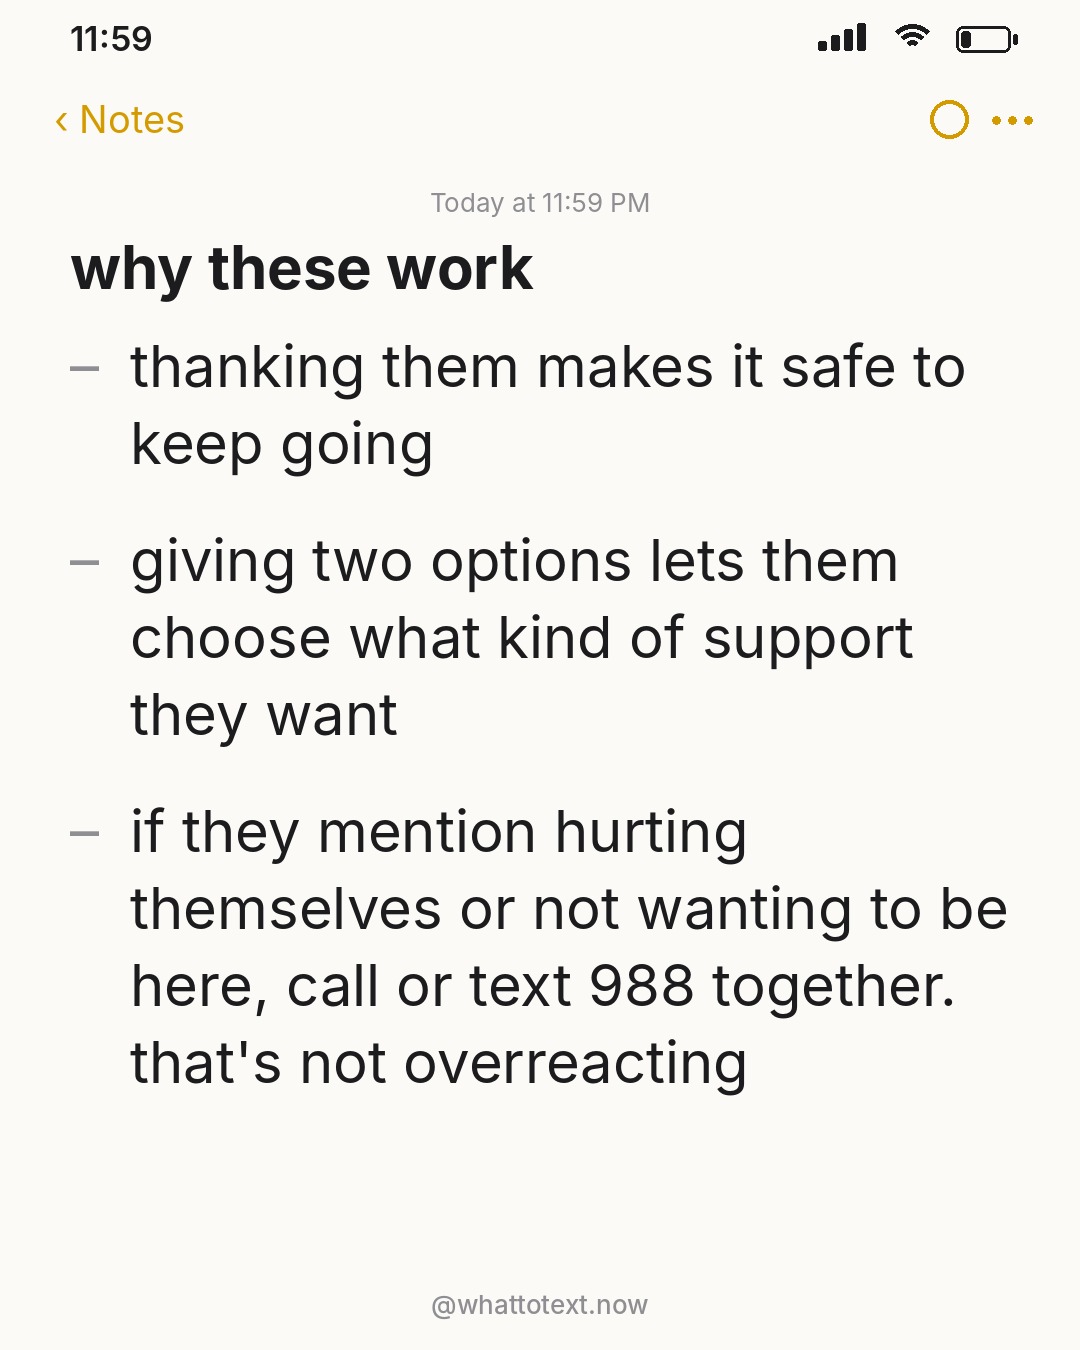 11:59
‹ Notes
Today at 11:59 PM
why these work
– thanking them makes it safe to
keep going
– giving two options lets them
choose what kind of support
they want
– if they mention hurting
themselves or not wanting to be
here, call or text 988 together.
that's not overreacting
@whattotext.now